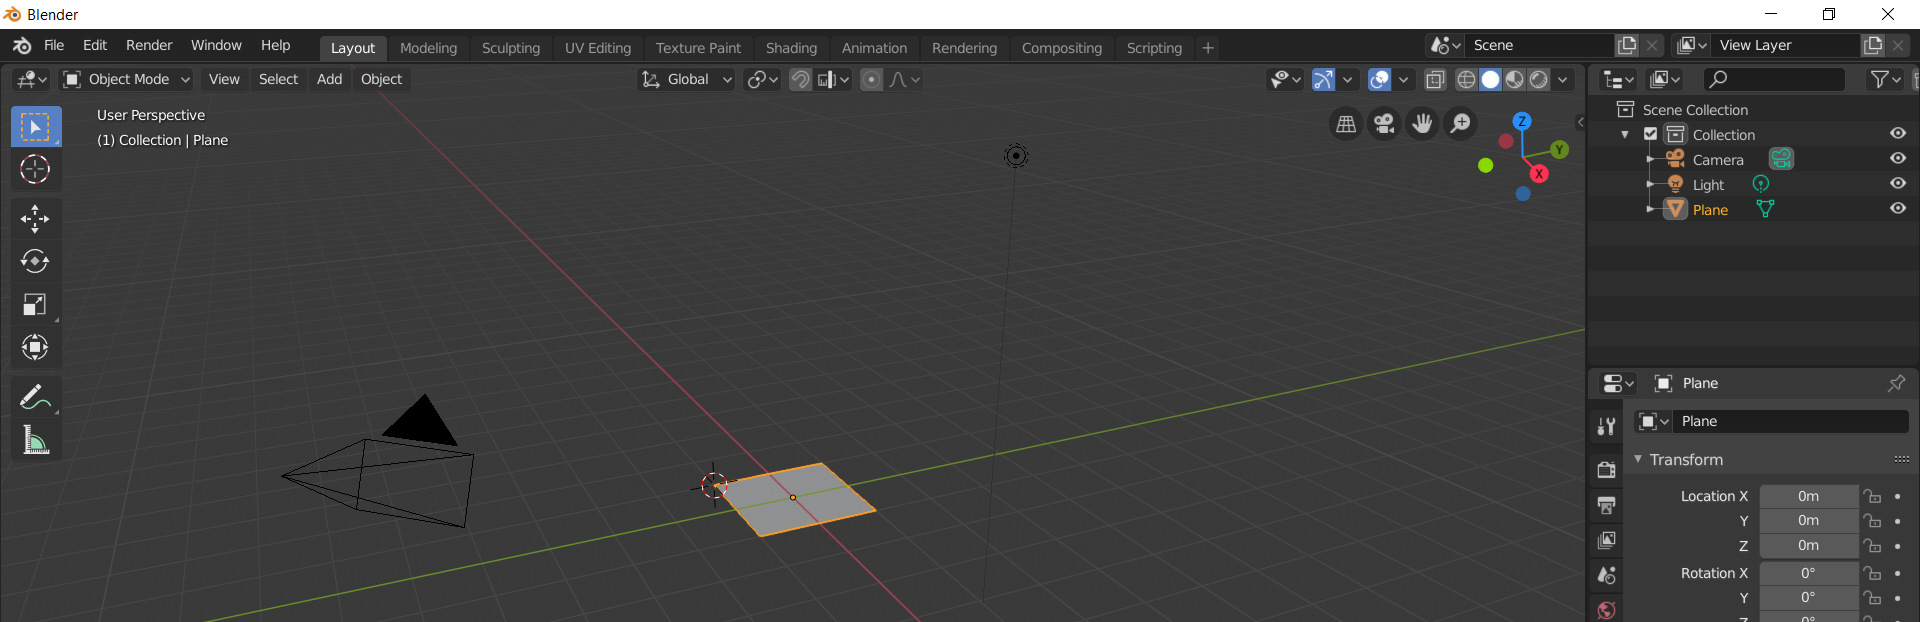 Blender
File Edit Render Window Help Layout Modeling Sculpting UV Editing Texture Paint Shading Animation Rendering Compositing Scripting + Scene View Layer
Object Mode View Select Add Object Global
User Perspective
(1) Collection | Plane
Z
Y
X
Scene Collection
Collection
Camera
Light
Plane
Plane
Plane
Transform
Location X 0m
Y 0m
Z 0m
Rotation X 0°
Y 0°
Z 0°